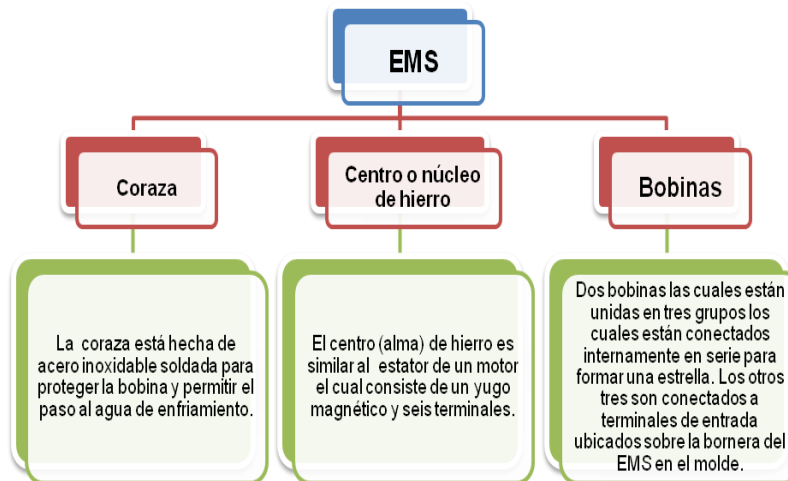 EMS
Coraza
Centro o núcleo
de hierro
Bobinas
La coraza está hecha de
acero inoxidable soldada para
proteger la bobina y permitir el
paso al agua de enfriamiento.
El centro (alma) de hierro es
similar al estator de un motor
el cual consiste de un yugo
magnético y seis terminales.
Dos bobinas las cuales están
unidas en tres grupos los
cuales están conectados
internamente en serie para
formar una estrella. Los otros
tres son conectados a
terminales de entrada
ubicados sobre la bornera del
EMS en el molde.